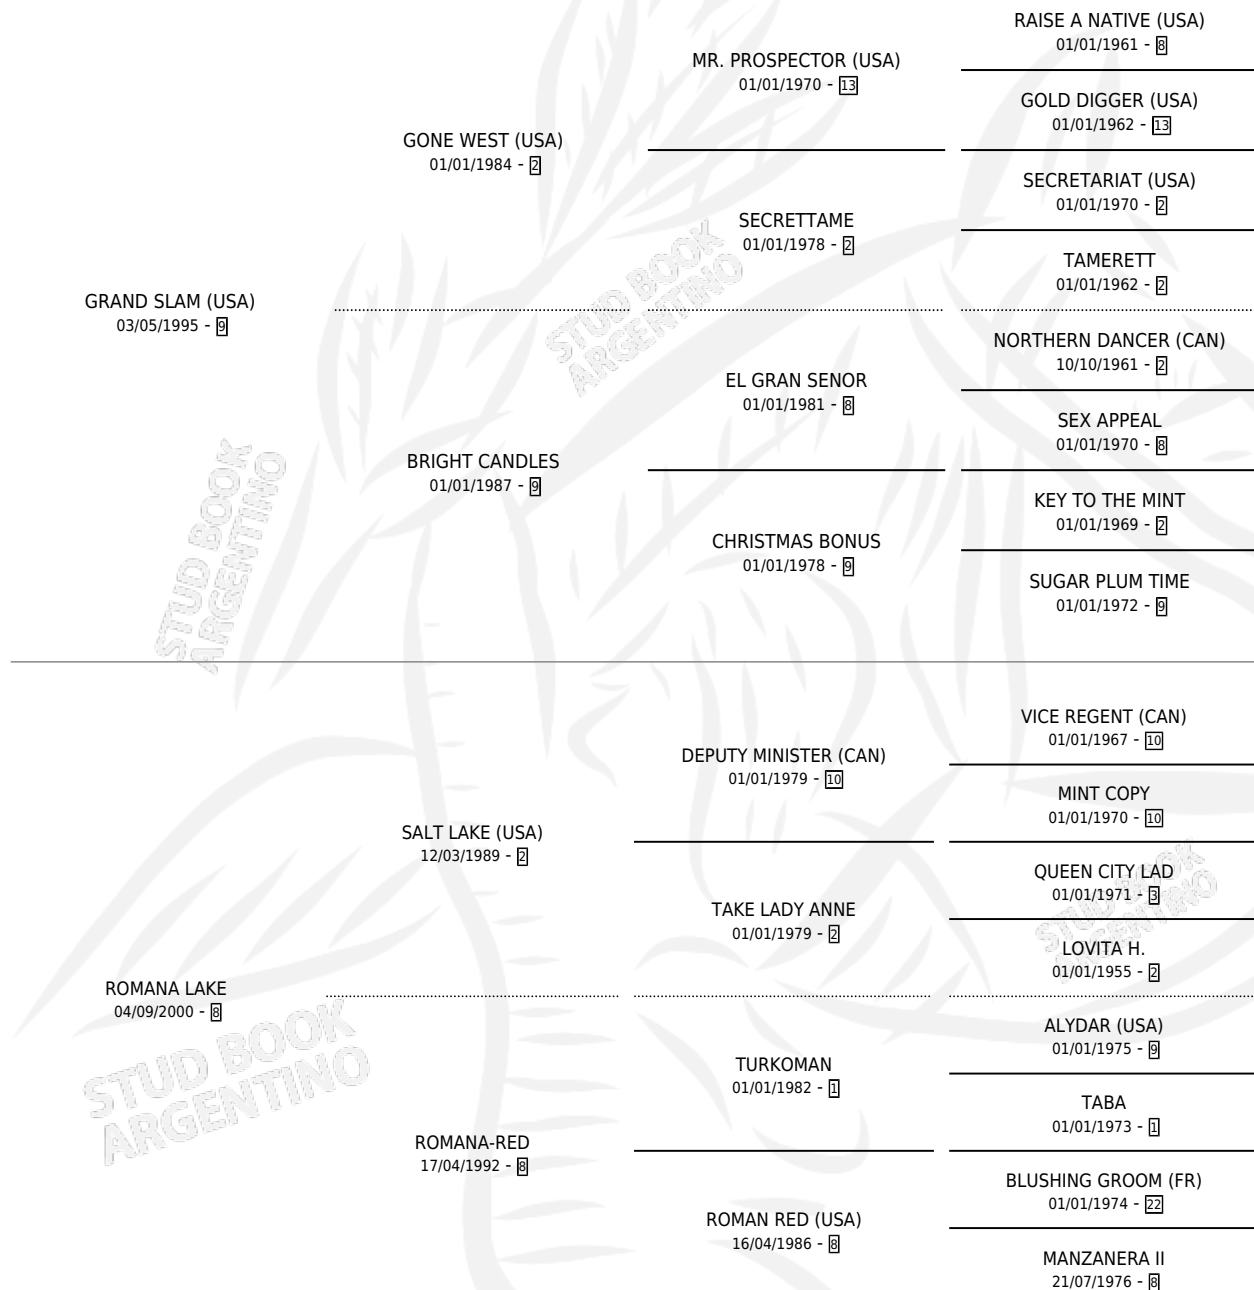 RAISE A NATIVE (USA)
01/01/1961 - 8
MR. PROSPECTOR (USA)
01/01/1970 - 13
GOLD DIGGER (USA)
01/01/1962 - 13
GONE WEST (USA)
01/01/1984 - 2
SECRETARIAT (USA)
01/01/1970 - 2
SECRETTAME
01/01/1978 - 2
TAMERETT
01/01/1962 - 2
GRAND SLAM (USA)
03/05/1995 - 9
NORTHERN DANCER (CAN)
10/10/1961 - 2
EL GRAN SENOR
01/01/1981 - 8
SEX APPEAL
01/01/1970 - 8
BRIGHT CANDLES
01/01/1987 - 9
KEY TO THE MINT
01/01/1969 - 2
CHRISTMAS BONUS
01/01/1978 - 9
SUGAR PLUM TIME
01/01/1972 - 9
VICE REGENT (CAN)
01/01/1967 - 10
DEPUTY MINISTER (CAN)
01/01/1979 - 10
MINT COPY
01/01/1970 - 10
SALT LAKE (USA)
12/03/1989 - 2
QUEEN CITY LAD
01/01/1971 - 3
TAKE LADY ANNE
01/01/1979 - 2
LOVITA H.
01/01/1955 - 2
ROMANA LAKE
04/09/2000 - 8
ALYDAR (USA)
01/01/1975 - 9
TURKOMAN
01/01/1982 - 1
TABA
01/01/1973 - 1
ROMANA-RED
17/04/1992 - 8
BLUSHING GROOM (FR)
01/01/1974 - 22
ROMAN RED (USA)
16/04/1986 - 8
MANZANERA II
21/07/1976 - 8
STUD BOOK
ARGENTINO
STUD BOOK
ARGENTINO
STUD BOOK
ARGENTINO
STUD BOOK
ARGENTINO